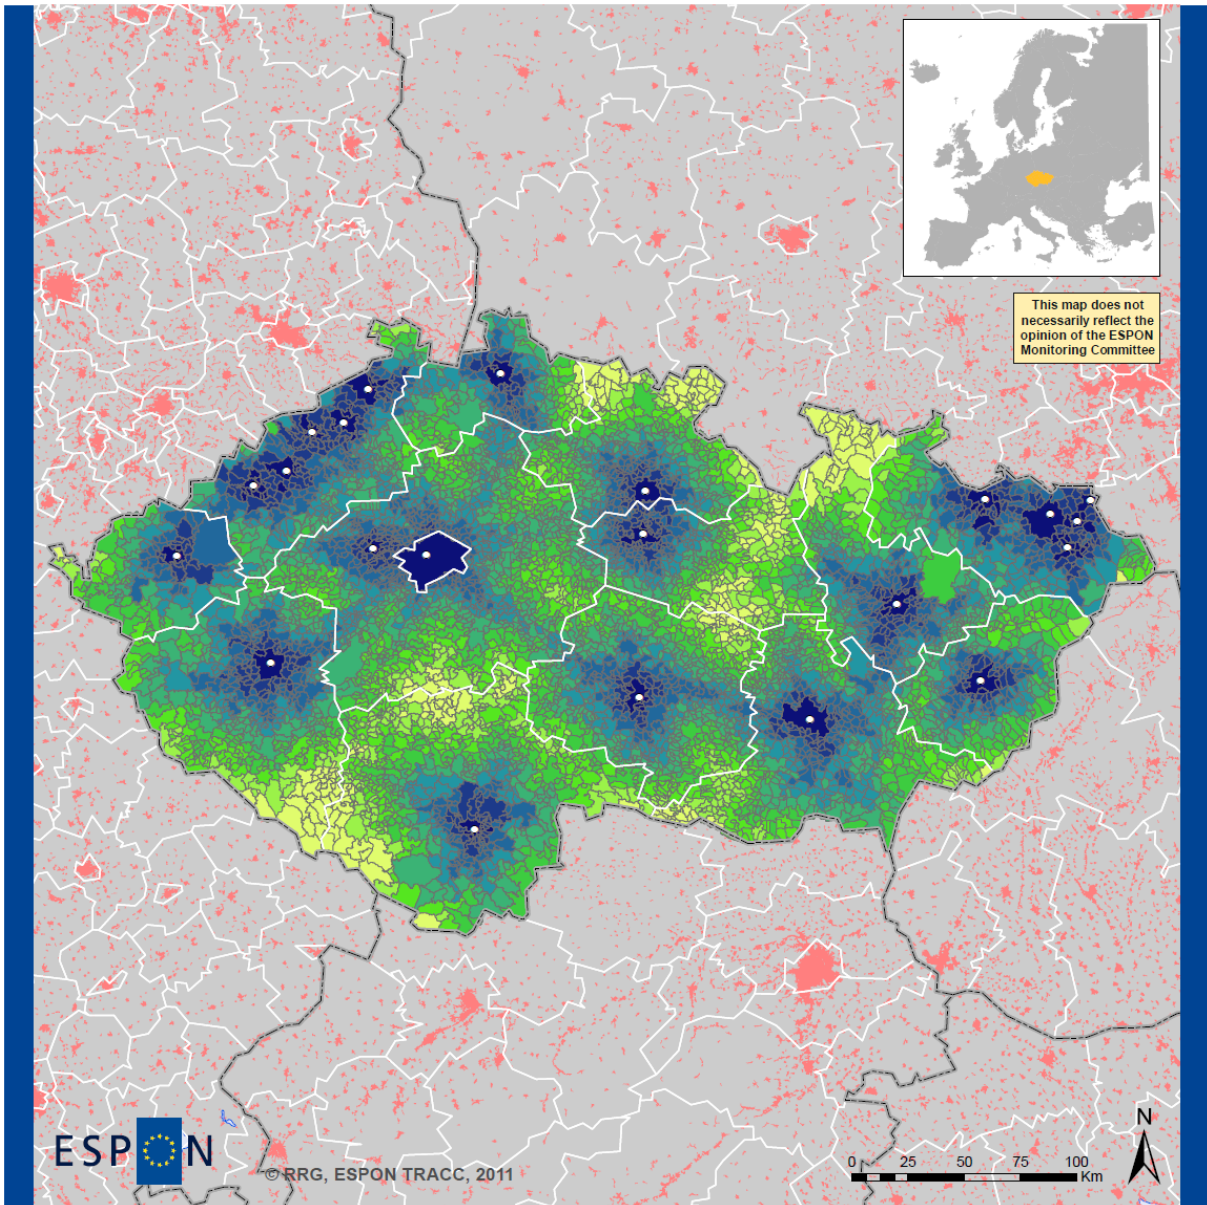 This map does not
necessarily reflect the
opinion of the ESPON
Monitoring Committee
N
ESPON
© RRG, ESPON TRACC, 2011
0 25 50 75 100
Km